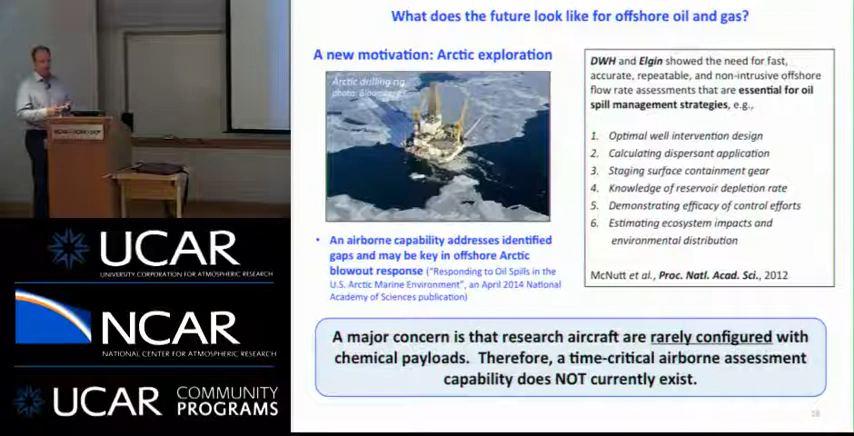 What does the future look like for offshore oil and gas?
A new motivation: Arctic exploration
Arctic drilling rig
photo: Bloomberg
• An airborne capability addresses identified
gaps and may be key in offshore Arctic
blowout response ("Responding to Oil Spills in the
U.S. Arctic Marine Environment", an April 2014 National
Academy of Sciences publication)
DWH and Elgin showed the need for fast,
accurate, repeatable, and non-intrusive offshore
flow rate assessments that are essential for oil
spill management strategies, e.g.,
1. Optimal well intervention design
2. Calculating dispersant application
3. Staging surface containment gear
4. Knowledge of reservoir depletion rate
5. Demonstrating efficacy of control efforts
6. Estimating ecosystem impacts and
environmental distribution
McNutt et al., Proc. Natl. Acad. Sci., 2012
A major concern is that research aircraft are rarely configured with
chemical payloads. Therefore, a time-critical airborne assessment
capability does NOT currently exist.
18
UCAR
UNIVERSITY CORPORATION FOR ATMOSPHERIC RESEARCH
NCAR
NATIONAL CENTER FOR ATMOSPHERIC RESEARCH
UCAR COMMUNITY
PROGRAMS